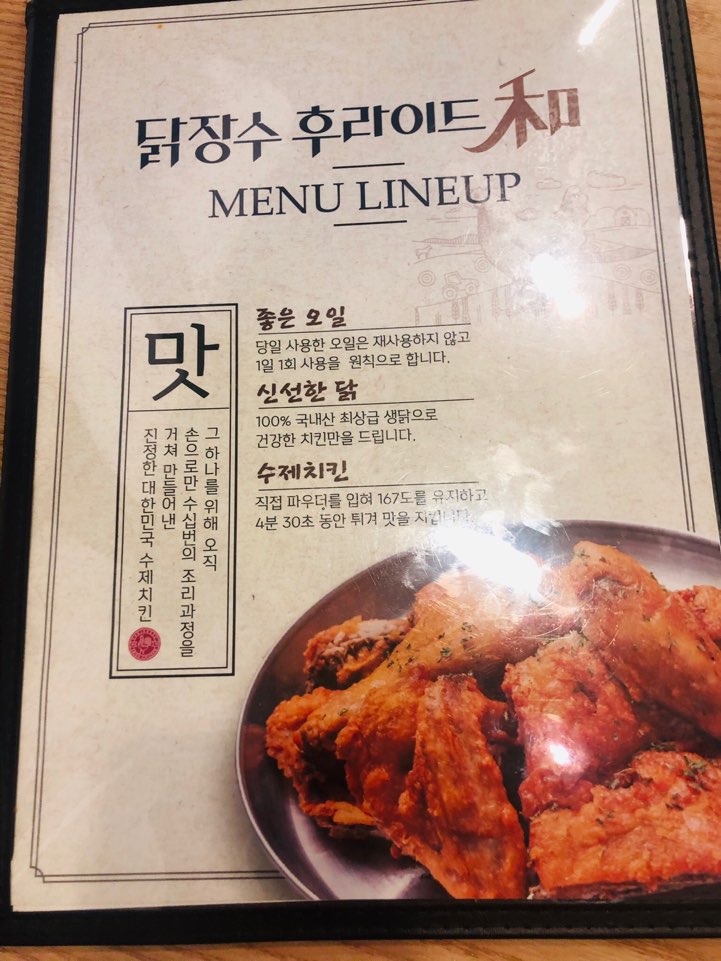 닭장수 후라이드 和
MENU LINEUP
맛
그 하나를 위해 오직
손으로만 수십번의 조리과정을
거쳐 만들어낸
진정한 대한민국 수제치킨
좋은 오일
당일 사용한 오일은 재사용하지 않고
1일 1회 사용을 원칙으로 합니다.
신선한 닭
100% 국내산 최상급 생닭으로
건강한 치킨만을 드립니다.
수제치킨
직접 파우더를 입혀 167도를 유지하고
4분 30초 동안 튀겨 맛을 지킵니다.